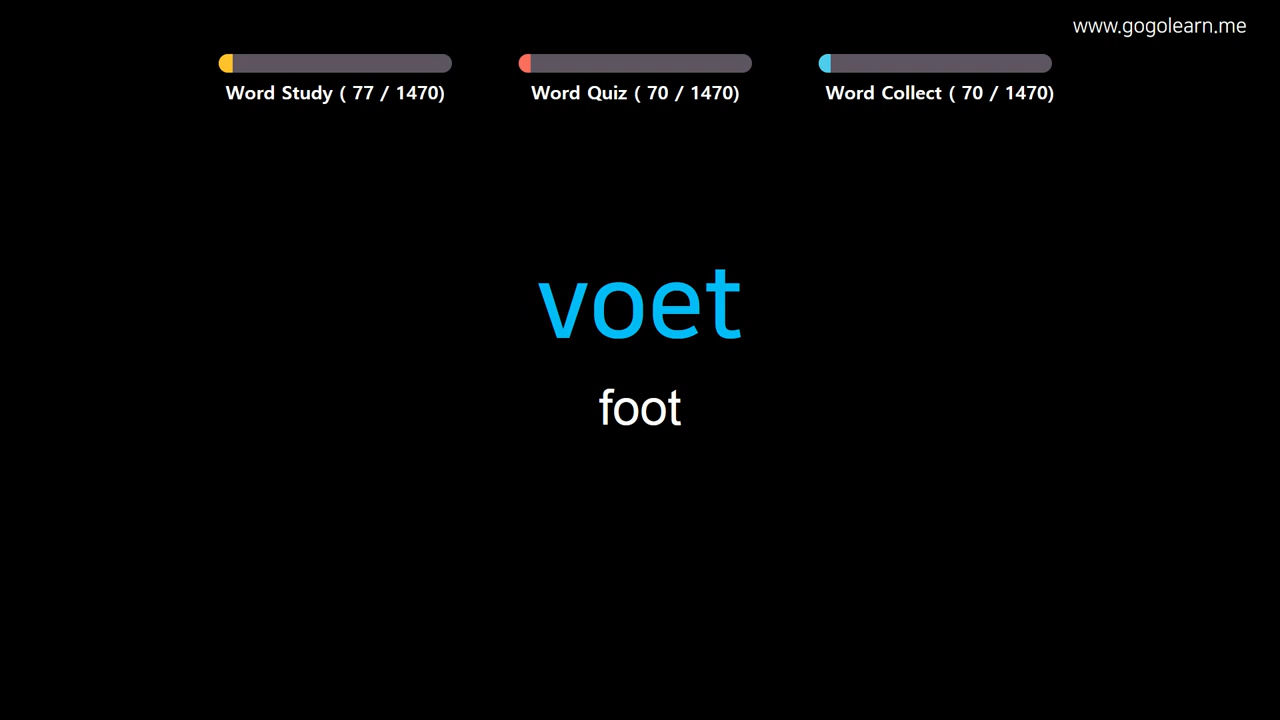 www.gogolearn.me
Word Study ( 77 / 1470)
Word Quiz ( 70 / 1470)
Word Collect ( 70 / 1470)
voet
foot